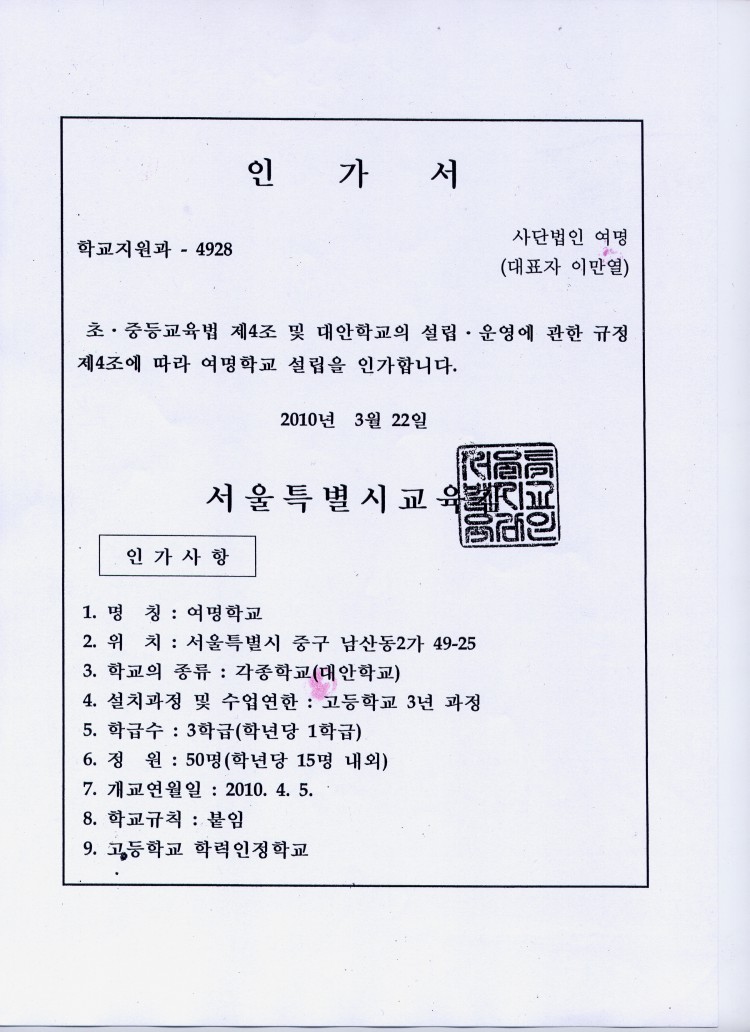 인 가 서
학교지원과 - 4928
사단법인 여명
(대표자 이만열)
초·중등교육법 제4조 및 대안학교의 설립·운영에 관한 규정
제4조에 따라 여명학교 설립을 인가합니다.
2010년 3월 22일
서울특별시교육
인가사항
1. 명 칭 : 여명학교
2. 위 치 : 서울특별시 중구 남산동2가 49-25
3. 학교의 종류 : 각종학교(대안학교)
4. 설치과정 및 수업연한 : 고등학교 3년 과정
5. 학급수 : 3학급(학년당 1학급)
6. 정 원 : 50명(학년당 15명 내외)
7. 개교연월일 : 2010. 4. 5.
8. 학교규칙 : 붙임
9. 고등학교 학력인정학교